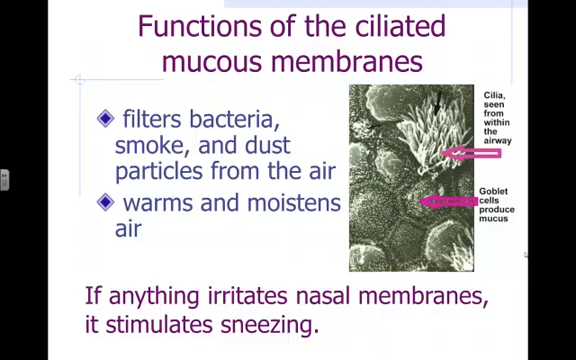 Functions of the ciliated
mucous membranes
filters bacteria,
smoke, and dust
particles from the air
warms and moistens
air
Cilia,
seen
from
within
the
airway
Goblet
cells
produce
mucus
If anything irritates nasal membranes,
it stimulates sneezing.